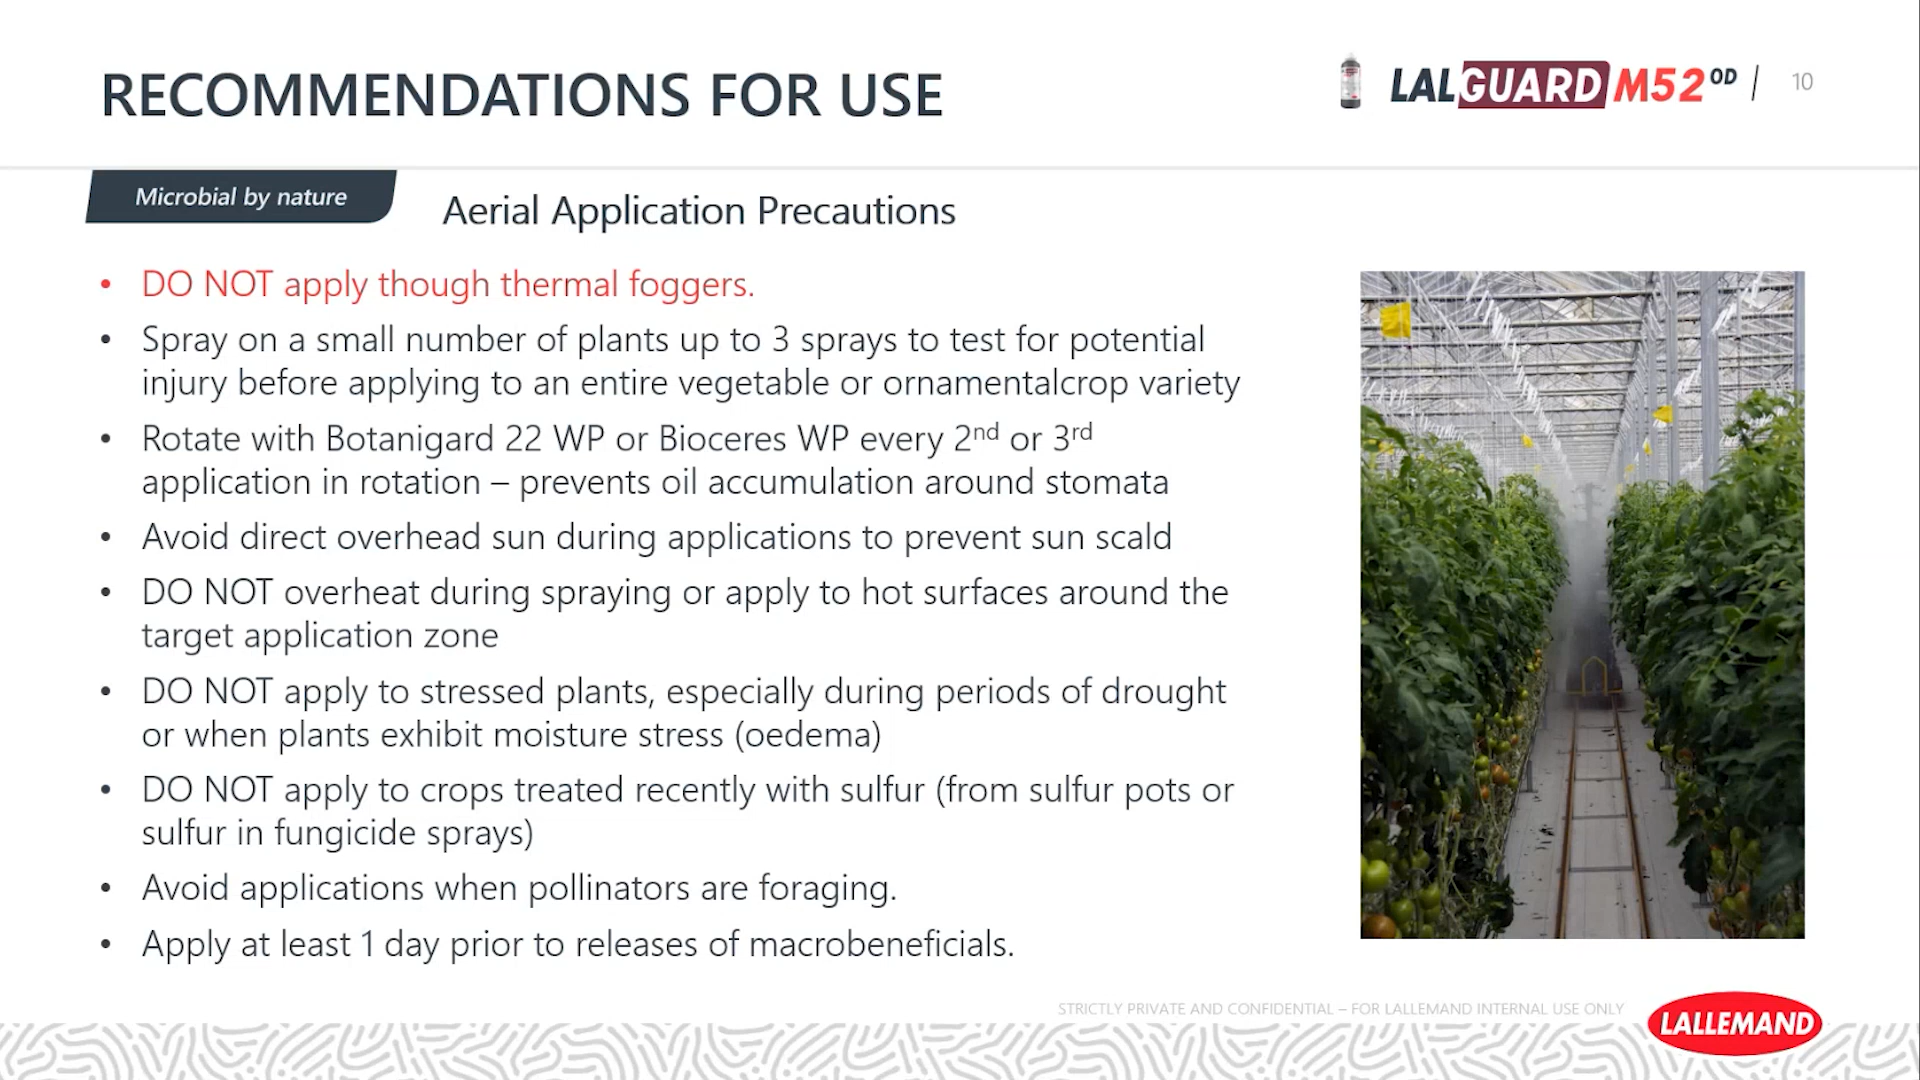 RECOMMENDATIONS FOR USE
LALGUARD M52 OD
10
Microbial by nature
Aerial Application Precautions
• DO NOT apply though thermal foggers.
• Spray on a small number of plants up to 3 sprays to test for potential
injury before applying to an entire vegetable or ornamentalcrop variety
• Rotate with Botanigard 22 WP or Bioceres WP every 2nd or 3rd
application in rotation – prevents oil accumulation around stomata
• Avoid direct overhead sun during applications to prevent sun scald
• DO NOT overheat during spraying or apply to hot surfaces around the
target application zone
• DO NOT apply to stressed plants, especially during periods of drought
or when plants exhibit moisture stress (oedema)
• DO NOT apply to crops treated recently with sulfur (from sulfur pots or
sulfur in fungicide sprays)
• Avoid applications when pollinators are foraging.
• Apply at least 1 day prior to releases of macrobeneficials.
STRICTLY PRIVATE AND CONFIDENTIAL – FOR LALLEMAND INTERNAL USE ONLY
LALLEMAND